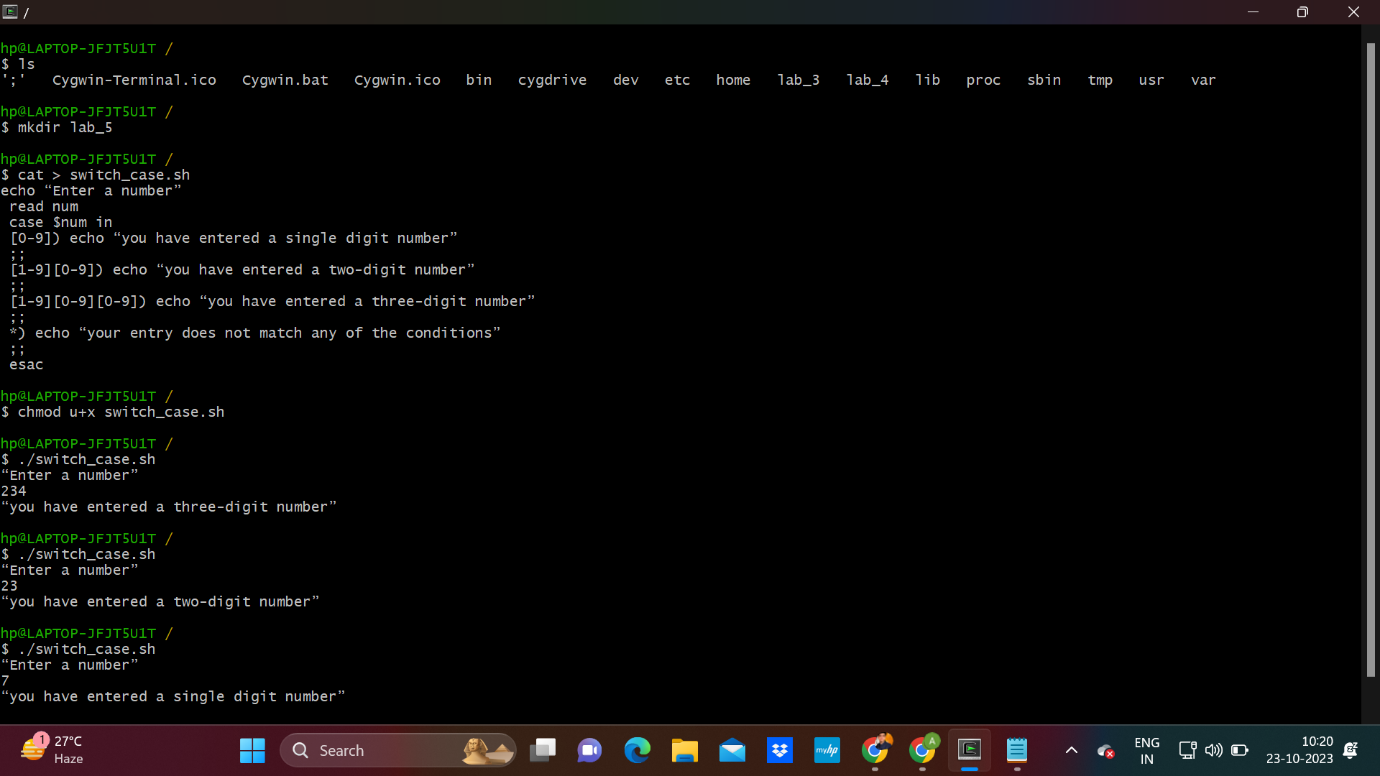 /
hp@LAPTOP-JFJT5U1T /
$ ls
';'   Cygwin-Terminal.ico   Cygwin.bat   Cygwin.ico   bin   cygdrive   dev   etc   home   lab_3   lab_4   lib   proc   sbin   tmp   usr   var
hp@LAPTOP-JFJT5U1T /
$ mkdir lab_5
hp@LAPTOP-JFJT5U1T /
$ cat > switch_case.sh
echo “Enter a number”
 read num
 case $num in
 [0-9]) echo “you have entered a single digit number”
 ;;
 [1-9][0-9]) echo “you have entered a two-digit number”
 ;;
 [1-9][0-9][0-9]) echo “you have entered a three-digit number”
 ;;
 *) echo “your entry does not match any of the conditions”
 ;;
 esac
hp@LAPTOP-JFJT5U1T /
$ chmod u+x switch_case.sh
hp@LAPTOP-JFJT5U1T /
$ ./switch_case.sh
“Enter a number”
234
“you have entered a three-digit number”
hp@LAPTOP-JFJT5U1T /
$ ./switch_case.sh
“Enter a number”
23
“you have entered a two-digit number”
hp@LAPTOP-JFJT5U1T /
$ ./switch_case.sh
“Enter a number”
7
“you have entered a single digit number”
1
27°C
Haze
Search
myhp
A
ENG
IN
10:20
23-10-2023